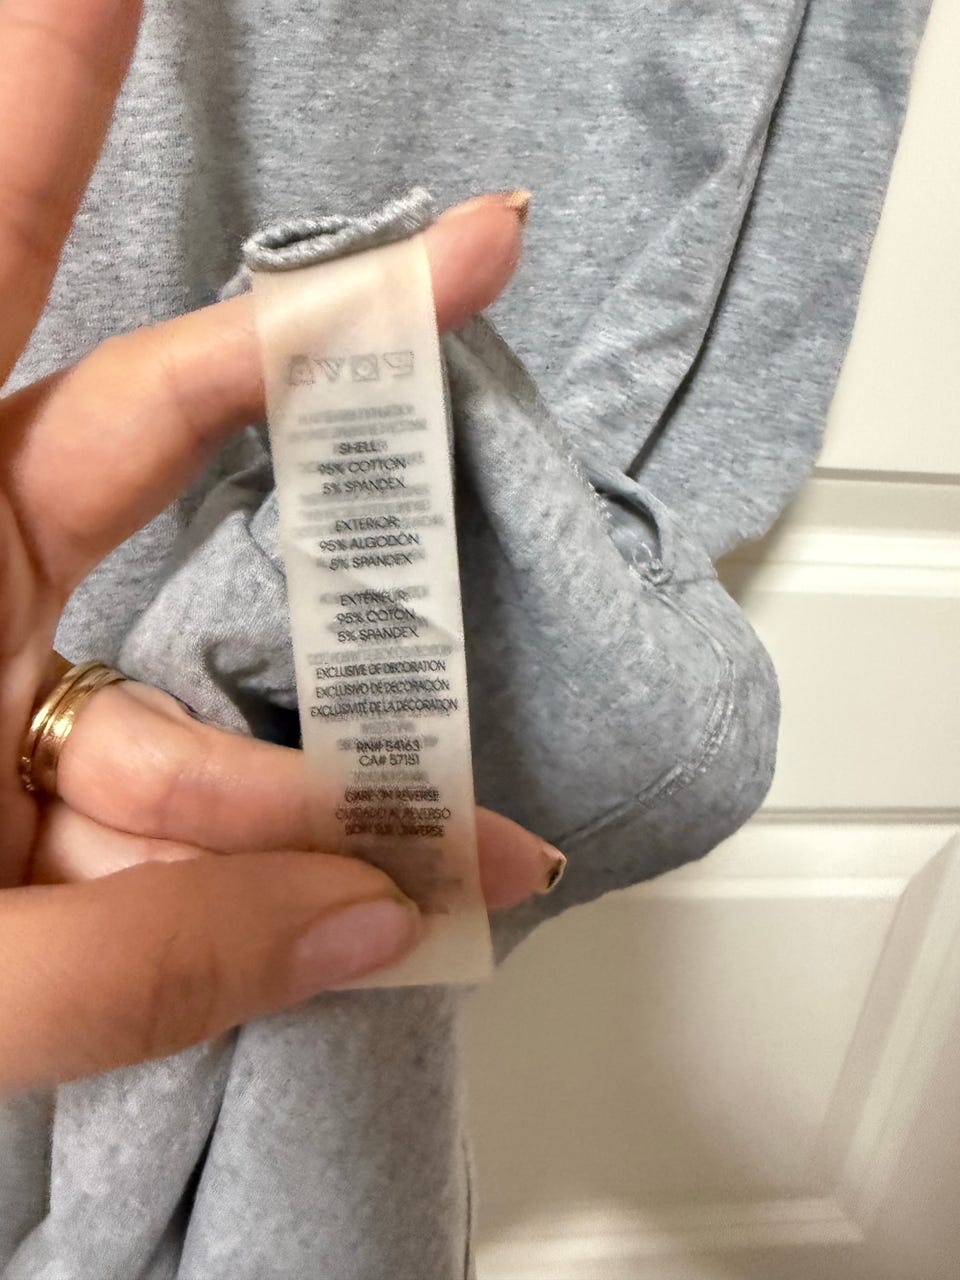 SHELL:
95% COTTON
5% SPANDEX
EXTERIOR:
95% ALGODÓN
5% SPANDEX
EXTÉRIEUR:
95% COTON
5% SPANDEX
EXCLUSIVE OF DECORATION
EXCLUSIVO DE DECORACIÓN
EXCLUSIVITÉ DE LA DÉCORATION
RN# 54163
CA# 57151
CARE ON REVERSE
CUIDADO AL REVERSO
SOIN SUR L'INVERSE